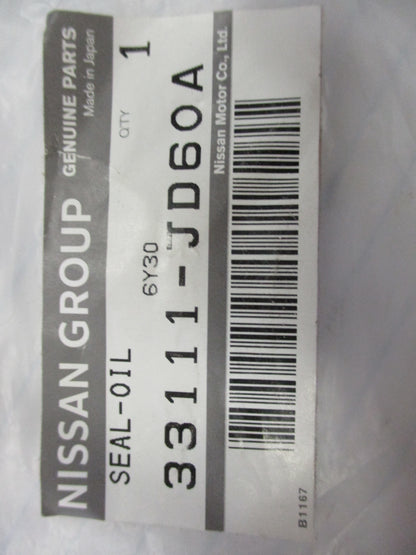 NISSAN GROUP GENUINE PARTS
Made in Japan
SEAL-OIL QTY 1
6Y30
33111-JD60A
Nissan Motor Co., Ltd.
B1167